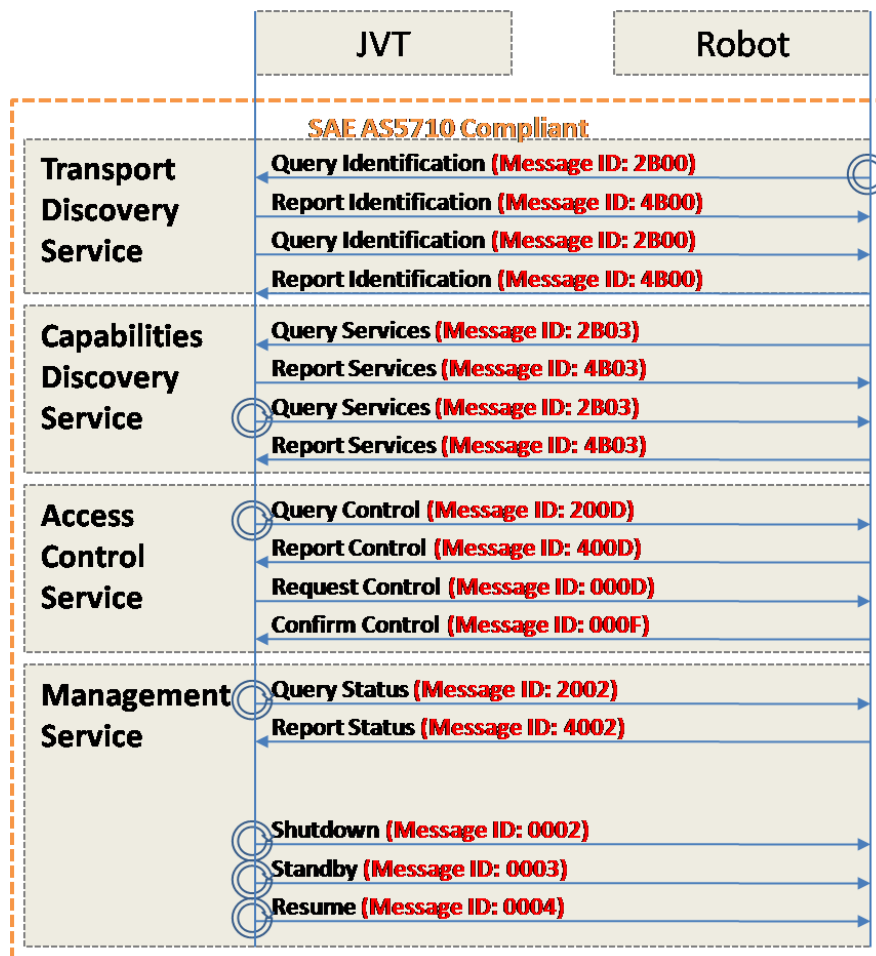 JVT
Robot
SAE AS5710 Compliant
Transport
Discovery
Service
Query Identification (Message ID: 2B00)
Report Identification (Message ID: 4B00)
Query Identification (Message ID: 2B00)
Report Identification (Message ID: 4B00)
Capabilities
Discovery
Service
Query Services (Message ID: 2B03)
Report Services (Message ID: 4B03)
Query Services (Message ID: 2B03)
Report Services (Message ID: 4B03)
Access
Control
Service
Query Control (Message ID: 200D)
Report Control (Message ID: 400D)
Request Control (Message ID: 000D)
Confirm Control (Message ID: 000F)
Management
Service
Query Status (Message ID: 2002)
Report Status (Message ID: 4002)
Shutdown (Message ID: 0002)
Standby (Message ID: 0003)
Resume (Message ID: 0004)